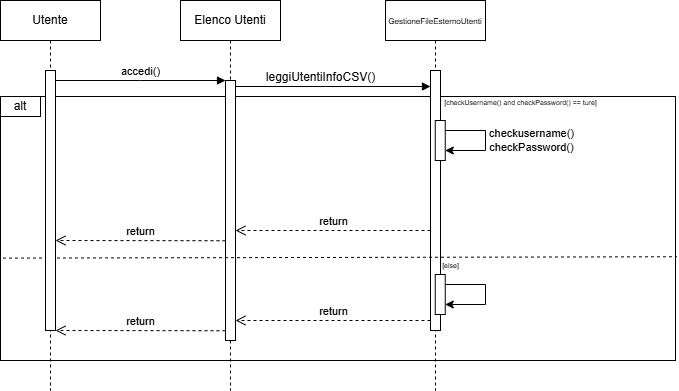 Utente
Elenco Utenti
GestioneFileEsternoUtenti
accedi()
leggiUtentiInfoCSV()
alt
[checkUsername() and checkPassword() == ture]
checkusername()
checkPassword()
return
return
[else]
return
return